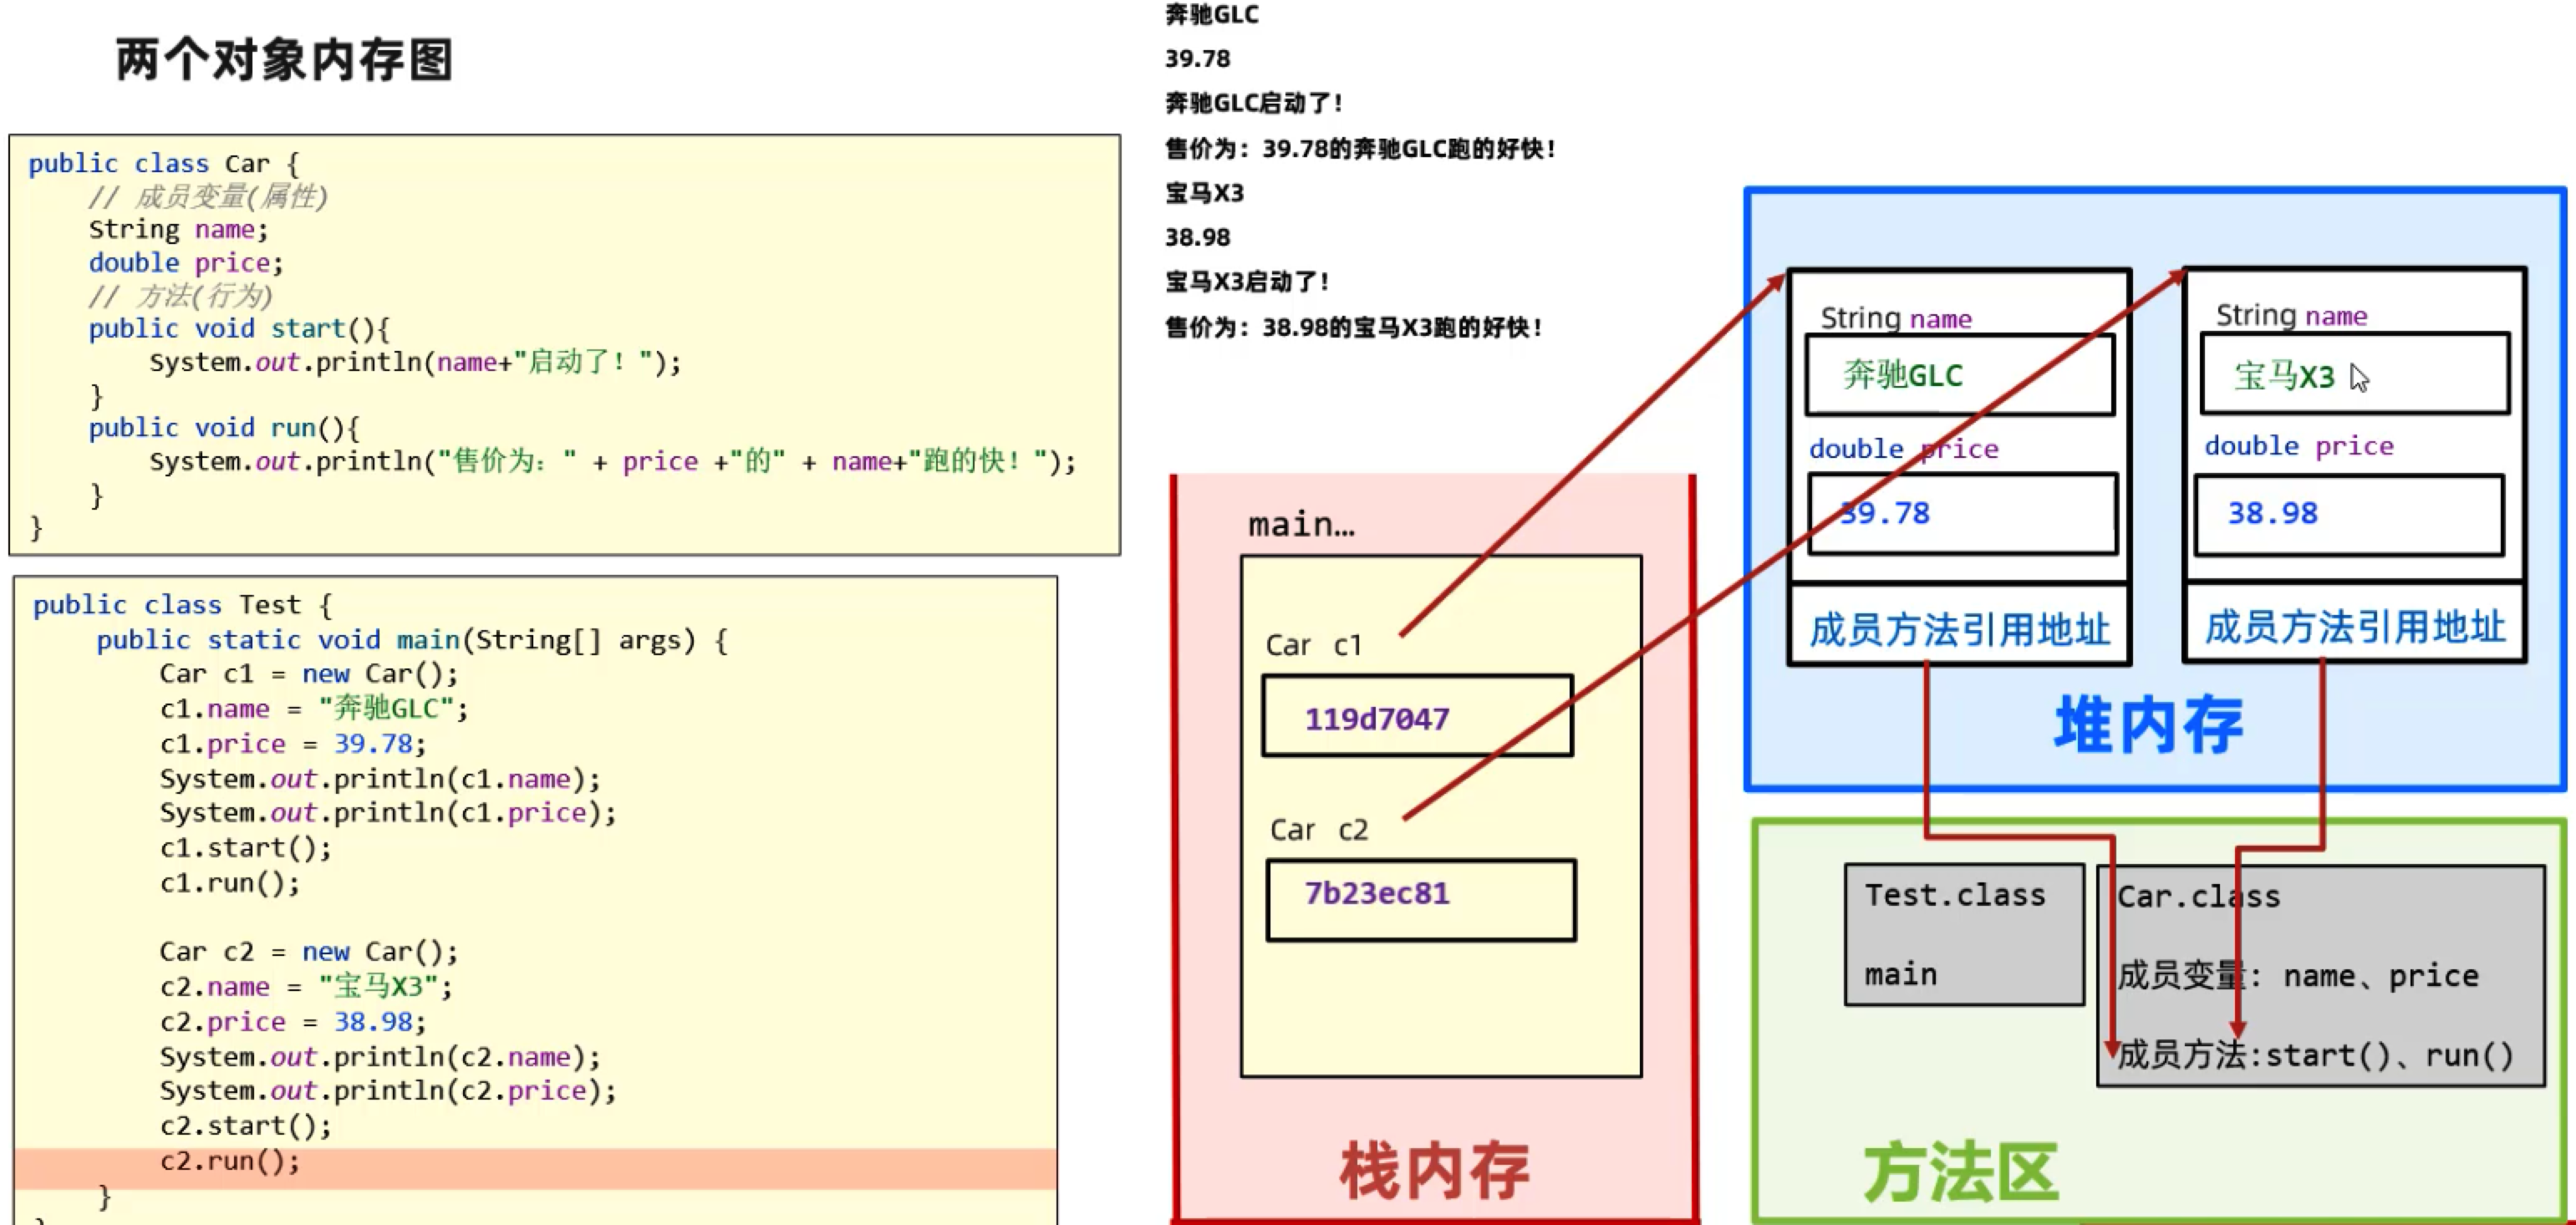 两个对象内存图
public class Car {
// 成员变量(属性)
String name;
double price;
// 方法(行为)
public void start(){
System.out.println(name+"启动了！");
}
public void run(){
System.out.println("售价为：" + price +"的" + name+"跑的快！");
}
}
public class Test {
public static void main(String[] args) {
Car c1 = new Car();
c1.name = "奔驰GLC";
c1.price = 39.78;
System.out.println(c1.name);
System.out.println(c1.price);
c1.start();
c1.run();
Car c2 = new Car();
c2.name = "宝马X3";
c2.price = 38.98;
System.out.println(c2.name);
System.out.println(c2.price);
c2.start();
c2.run();
}
奔驰GLC
39.78
奔驰GLC启动了！
售价为：39.78的奔驰GLC跑的好快！
宝马X3
38.98
宝马X3启动了！
售价为：38.98的宝马X3跑的好快！
main…
Car c1
119d7047
Car c2
7b23ec81
栈内存
String name
奔驰GLC
double price
39.78
成员方法引用地址
String name
宝马X3
double price
38.98
成员方法引用地址
堆内存
Test.class
main
Car.class
成员变量：name、price
成员方法:start()、run()
方法区